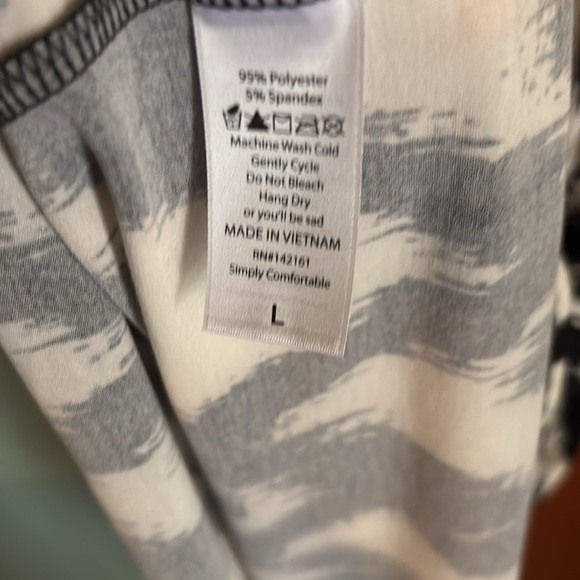 95% Polyester
5% Spandex
Machine Wash Cold
Gently Cycle
Do Not Bleach
Hang Dry
or you'll be sad
MADE IN VIETNAM
RN#142161
Simply Comfortable
L